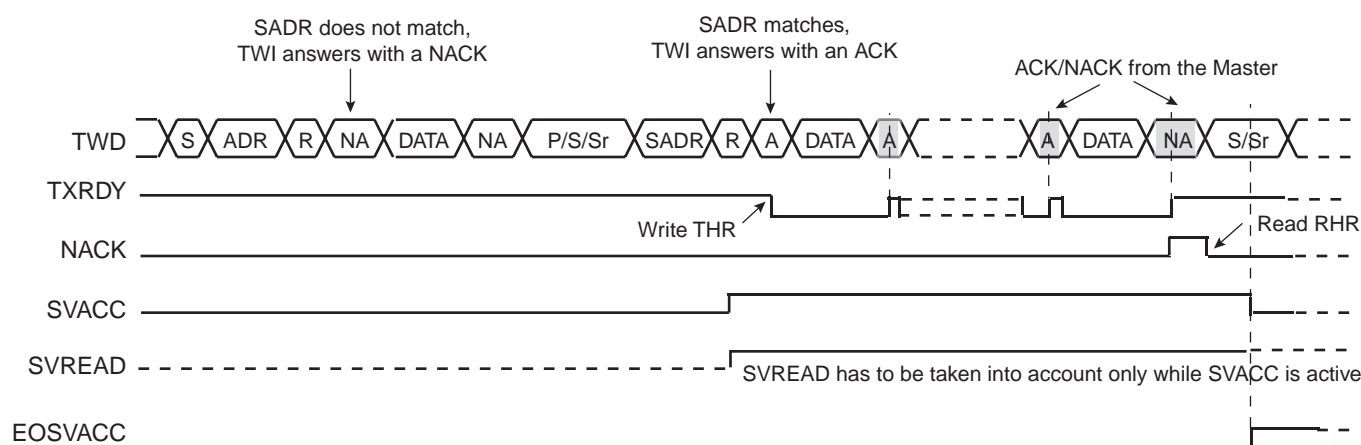 SADR does not match,
TWI answers with a NACK
SADR matches,
TWI answers with an ACK
ACK/NACK from the Master
TWD S ADR R NA DATA NA P/S/Sr SADR R A DATA A A DATA NA S/Sr
TXRDY
Write THR
Read RHR
NACK
SVACC
SVREAD
SVREAD has to be taken into account only while SVACC is active
EOSVACC